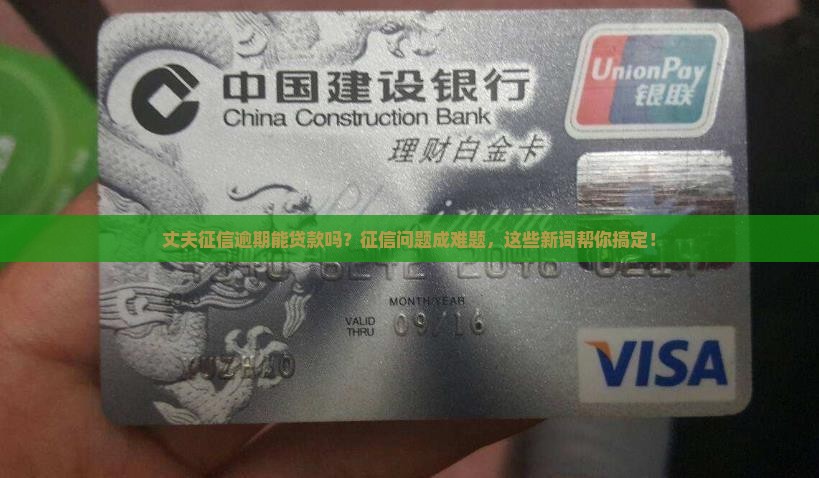 中国建设银行
China Construction Bank
理财白金卡
UnionPay
银联
丈夫征信逾期能贷款吗？征信问题成难题，这些新词帮你搞定！
MONTH/YEAR
VALID
THRU
09/16
VISA